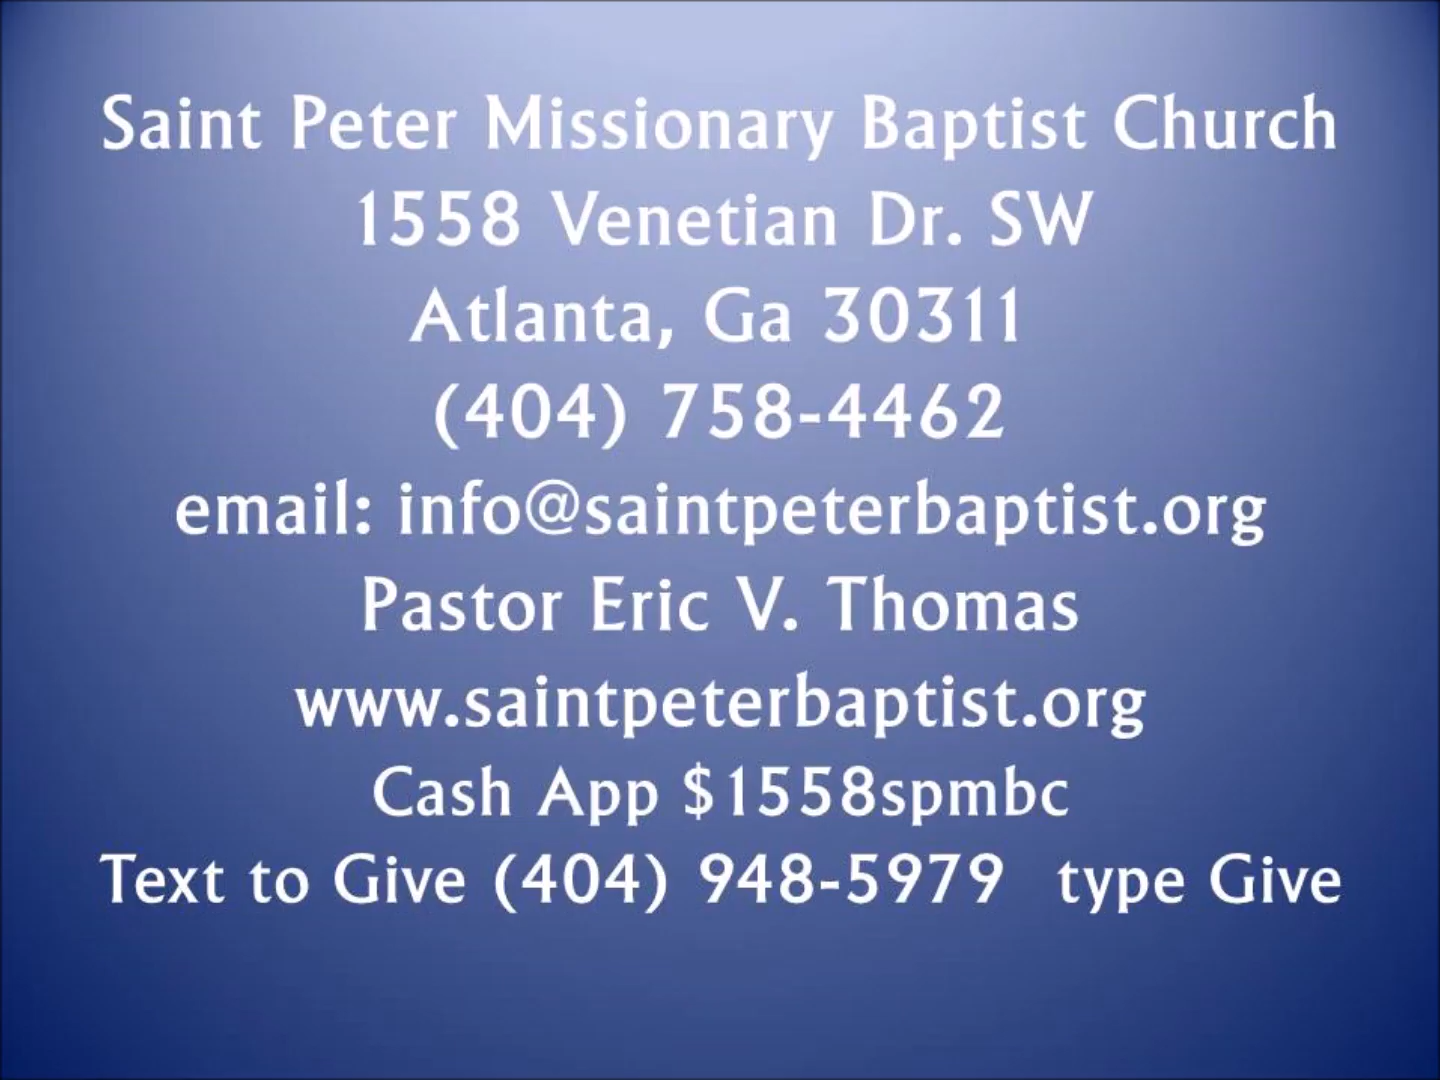 Saint Peter Missionary Baptist Church
1558 Venetian Dr. SW
Atlanta, Ga 30311
(404) 758-4462
email: info@saintpeterbaptist.org
Pastor Eric V. Thomas
www.saintpeterbaptist.org
Cash App $1558spmbc
Text to Give (404) 948-5979  type Give